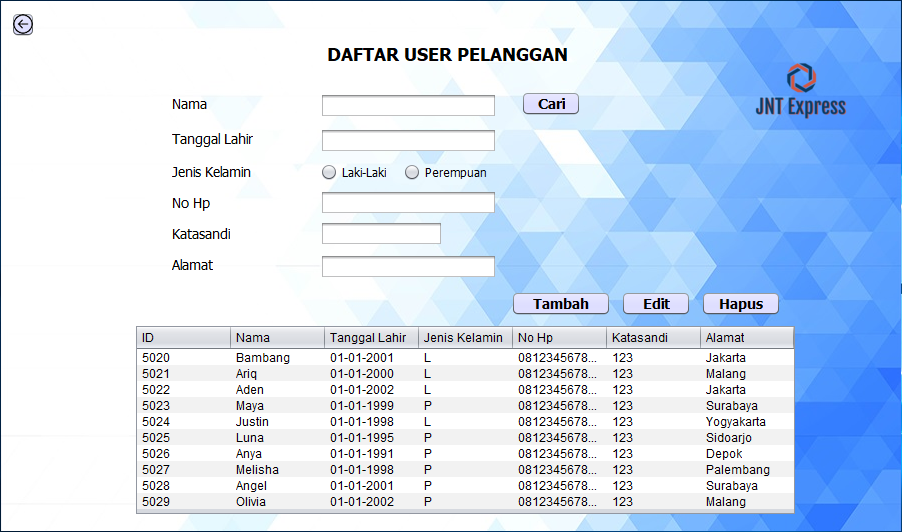 DAFTAR USER PELANGGAN
JNT Express
Nama Cari
Tanggal Lahir
Jenis Kelamin Laki-Laki Perempuan
No Hp
Katasandi
Alamat
Tambah Edit Hapus
ID Nama Tanggal Lahir Jenis Kelamin No Hp Katasandi Alamat
5020 Bambang 01-01-2001 L 0812345678... 123 Jakarta
5021 Ariq 01-01-2000 L 0812345678... 123 Malang
5022 Aden 01-01-2002 L 0812345678... 123 Jakarta
5023 Maya 01-01-1999 P 0812345678... 123 Surabaya
5024 Justin 01-01-1998 L 0812345678... 123 Yogyakarta
5025 Luna 01-01-1995 P 0812345678... 123 Sidoarjo
5026 Anya 01-01-1991 P 0812345678... 123 Depok
5027 Melisha 01-01-1998 P 0812345678... 123 Palembang
5028 Angel 01-01-2001 P 0812345678... 123 Surabaya
5029 Olivia 01-01-2002 P 0812345678... 123 Malang